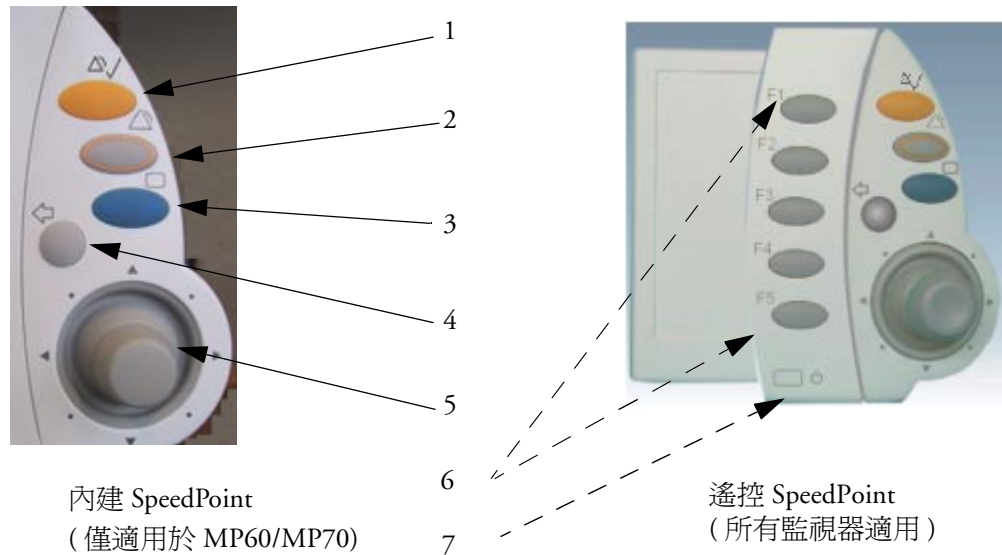 1
2
3
4
5
6
7
F1
F2
F3
F4
F5
內建 SpeedPoint
( 僅適用於 MP60/MP70)
遙控 SpeedPoint
( 所有監視器適用 )